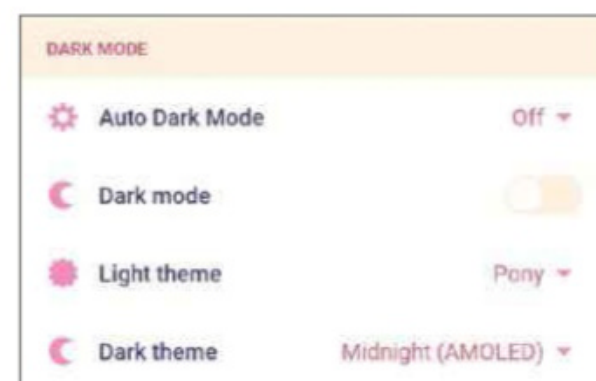 DARK MODE
Auto Dark Mode Off
Dark mode
Light theme Pony
Dark theme Midnight (AMOLED)